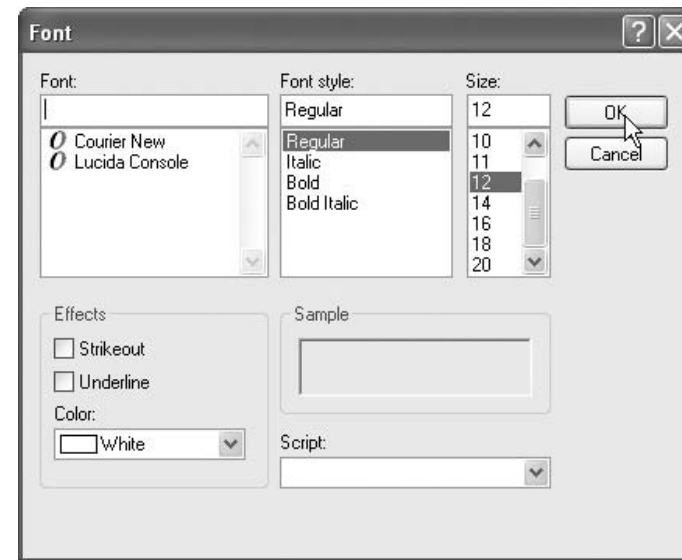 Font
Font: Font style: Size:
Regular 12
Courier New
Lucida Console
Regular
Italic
Bold
Bold Italic
10
11
12
14
16
18
20
OK
Cancel
Effects
Strikeout
Underline
Color:
White
Sample
Script: